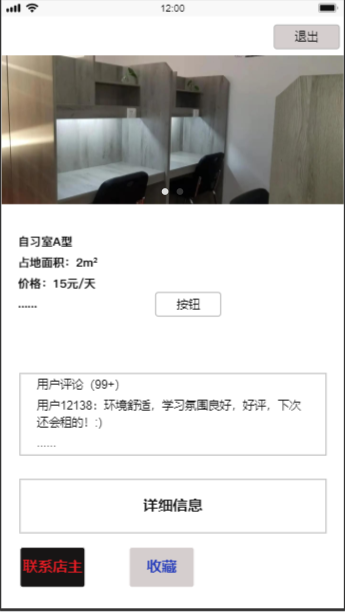 12:00
退出
自习室A型
占地面积：2m²
价格：15元/天
......
按钮
用户评论（99+）
用户12138：环境舒适，学习氛围良好，好评，下次
还会租的！:)
......
详细信息
联系店主
收藏